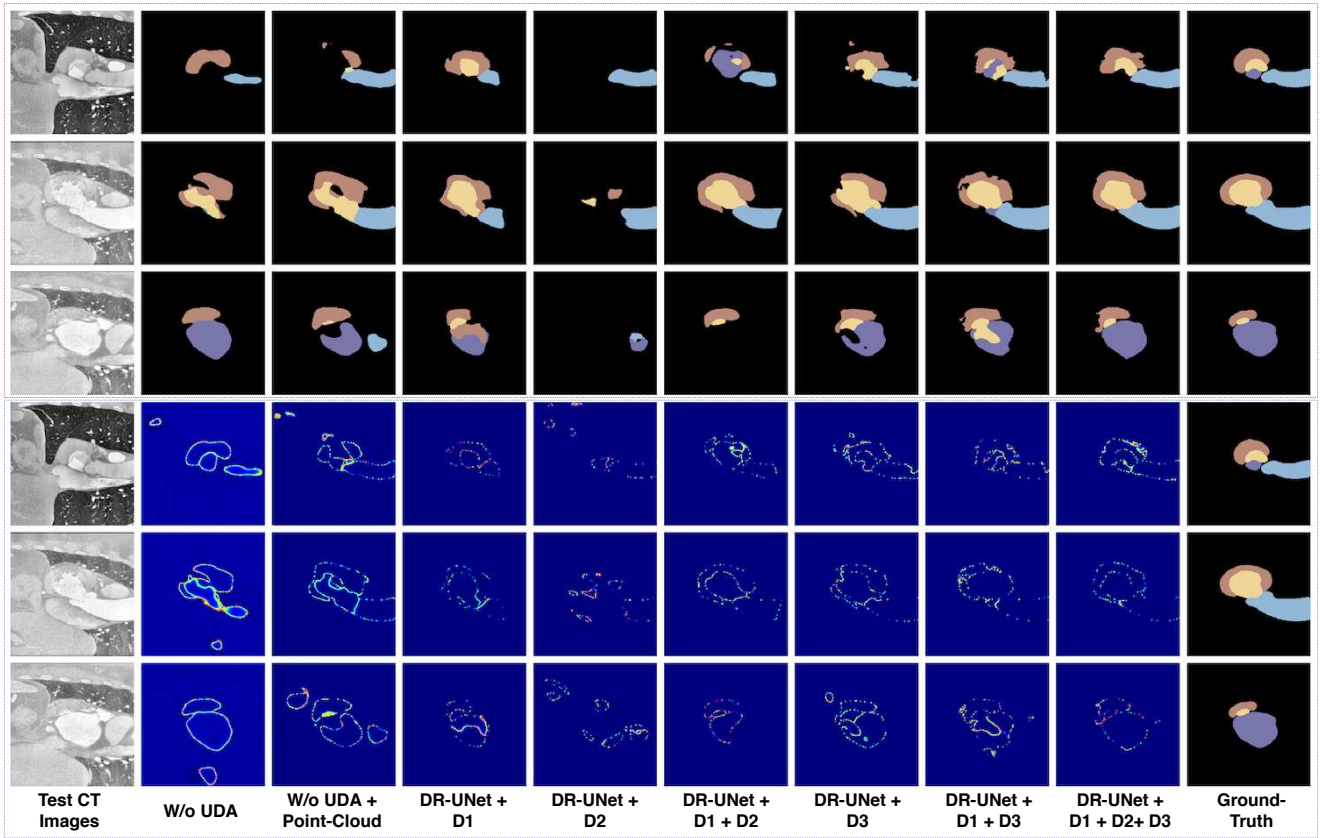 Test CT
Images
W/o UDA
W/o UDA +
Point-Cloud
DR-UNet +
D1
DR-UNet +
D2
DR-UNet +
D1 + D2
DR-UNet +
D3
DR-UNet +
D1 + D3
DR-UNet +
D1 + D2+ D3
Ground-
Truth